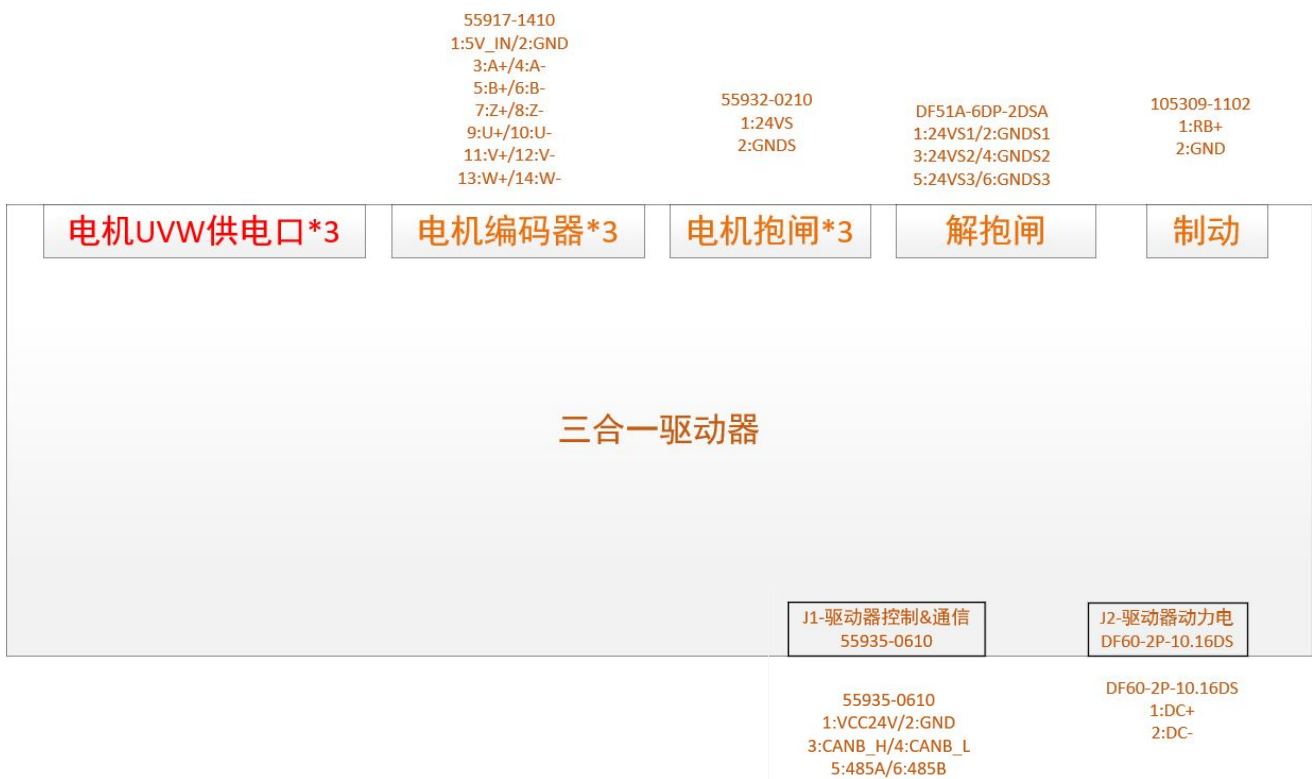 55917-1410
1:5V_IN/2:GND
3:A+/4:A-
5:B+/6:B-
7:Z+/8:Z-
9:U+/10:U-
11:V+/12:V-
13:W+/14:W-
55932-0210
1:24VS
2:GNDS
DF51A-6DP-2DSA
1:24VS1/2:GNDS1
3:24VS2/4:GNDS2
5:24VS3/6:GNDS3
105309-1102
1:RB+
2:GND
电机UVW供电口*3
电机编码器*3
电机抱闸*3
解抱闸
制动
三合一驱动器
J1-驱动器控制&通信
55935-0610
J2-驱动器动力电
DF60-2P-10.16DS
55935-0610
1:VCC24V/2:GND
3:CANB_H/4:CANB_L
5:485A/6:485B
DF60-2P-10.16DS
1:DC+
2:DC-